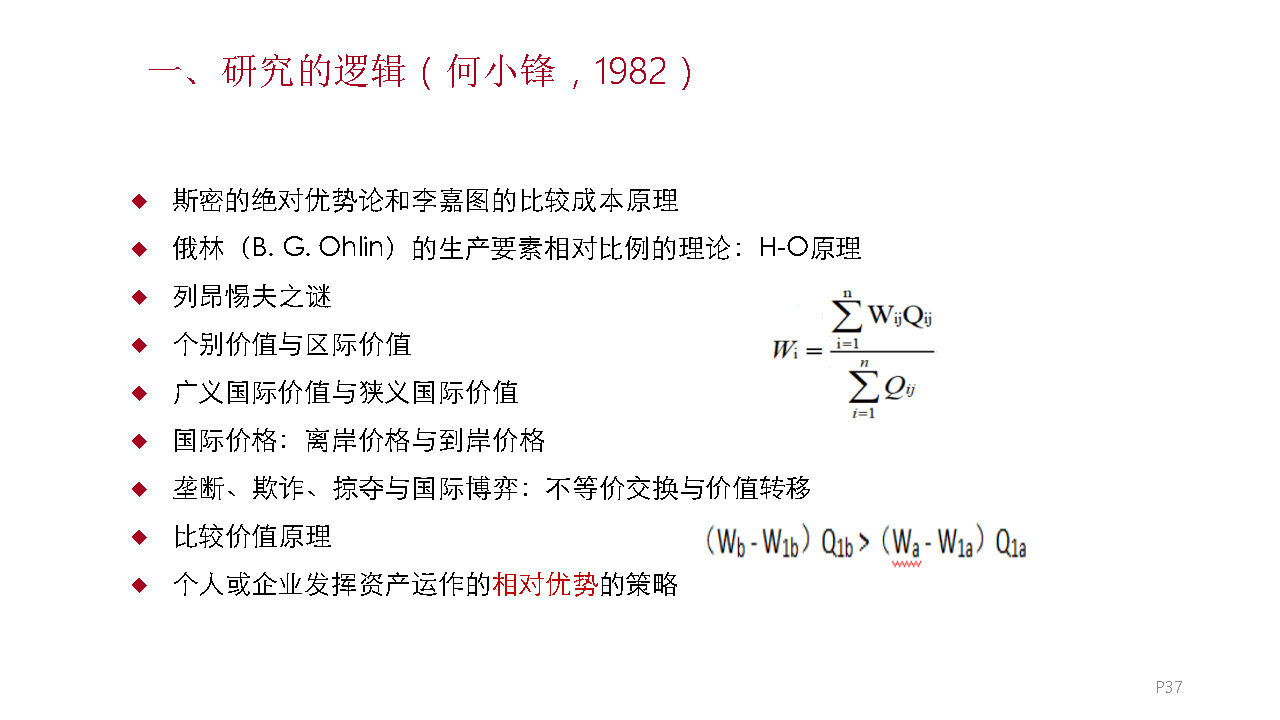 一、研究的逻辑（何小锋，1982）
◆ 斯密的绝对优势论和李嘉图的比较成本原理
◆ 俄林（B. G. Ohlin）的生产要素相对比例的理论：H-O原理
◆ 列昂惕夫之谜
◆ 个别价值与区际价值
◆ 广义国际价值与狭义国际价值
W_i = \frac{\sum_{i=1}^{n} W_{ij}Q_{ij}}{\sum_{i=1}^{n} Q_{ij}}
◆ 国际价格：离岸价格与到岸价格
◆ 垄断、欺诈、掠夺与国际博弈：不等价交换与价值转移
◆ 比较价值原理
（W_b - W_{1b}）Q_{1b} > （W_a - W_{1a}）Q_{1a}
◆ 个人或企业发挥资产运作的相对优势的策略
P37